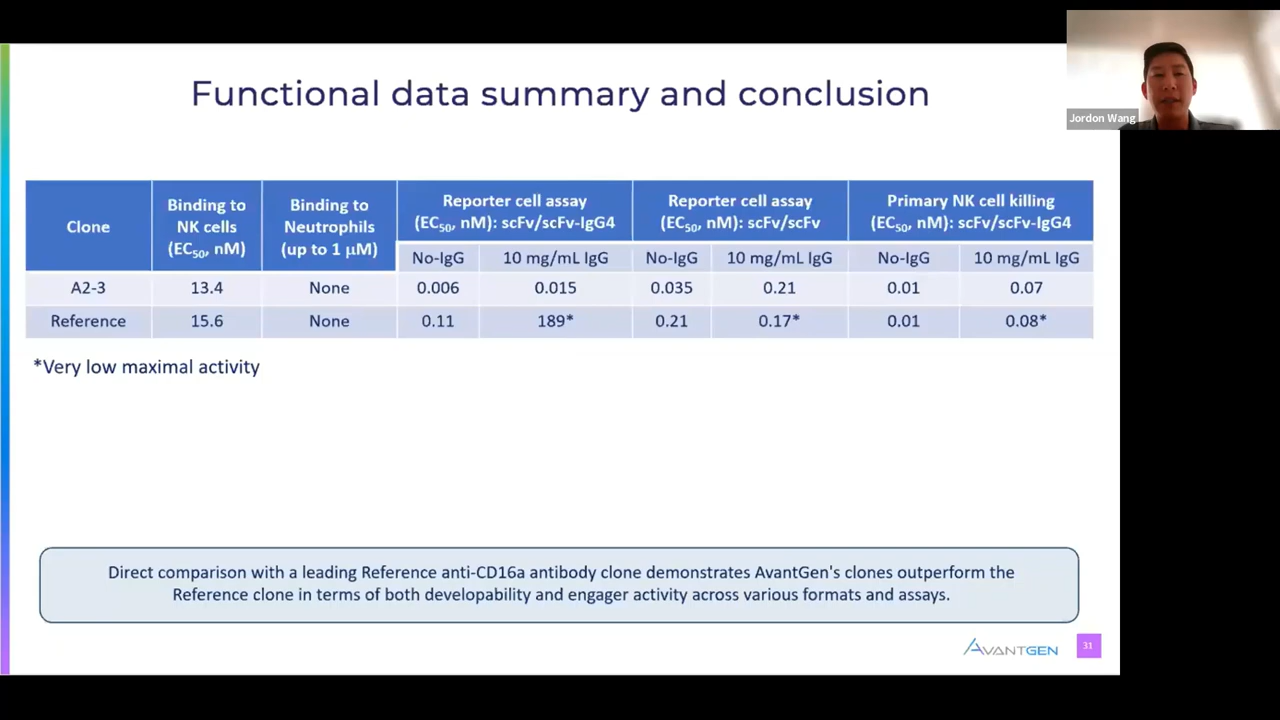 Jordon Wang
Functional data summary and conclusion
Clone
Binding to
NK cells
(EC50, nM)
Binding to
Neutrophils
(up to 1 µM)
Reporter cell assay
(EC50, nM): scFv/scFv-IgG4
Reporter cell assay
(EC50, nM): scFv/scFv
Primary NK cell killing
(EC50, nM): scFv/scFv-IgG4
No-IgG 10 mg/mL IgG No-IgG 10 mg/mL IgG No-IgG 10 mg/mL IgG
A2-3 13.4 None 0.006 0.015 0.035 0.21 0.01 0.07
Reference 15.6 None 0.11 189* 0.21 0.17* 0.01 0.08*
*Very low maximal activity
Direct comparison with a leading Reference anti-CD16a antibody clone demonstrates AvantGen's clones outperform the
Reference clone in terms of both developability and engager activity across various formats and assays.
AVANTGEN
31